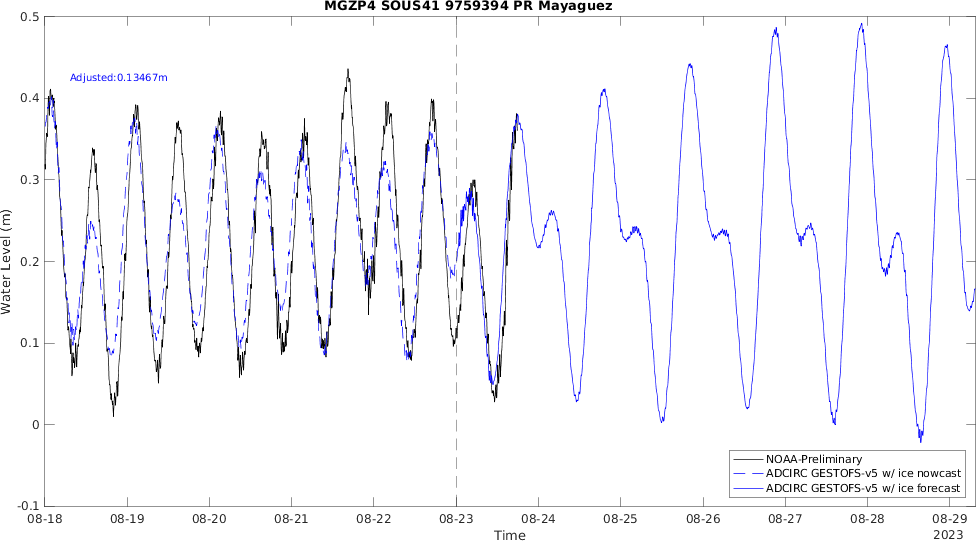 MGZP4 SOUS41 9759394 PR Mayaguez
0.5
Adjusted:0.13467m
0.4
0.3
Water Level (m)
0.2
0.1
0
NOAA-Preliminary
ADCIRC GESTOFS-v5 w/ ice nowcast
ADCIRC GESTOFS-v5 w/ ice forecast
-0.1
08-18 08-19 08-20 08-21 08-22 08-23 08-24 08-25 08-26 08-27 08-28 08-29
Time 2023